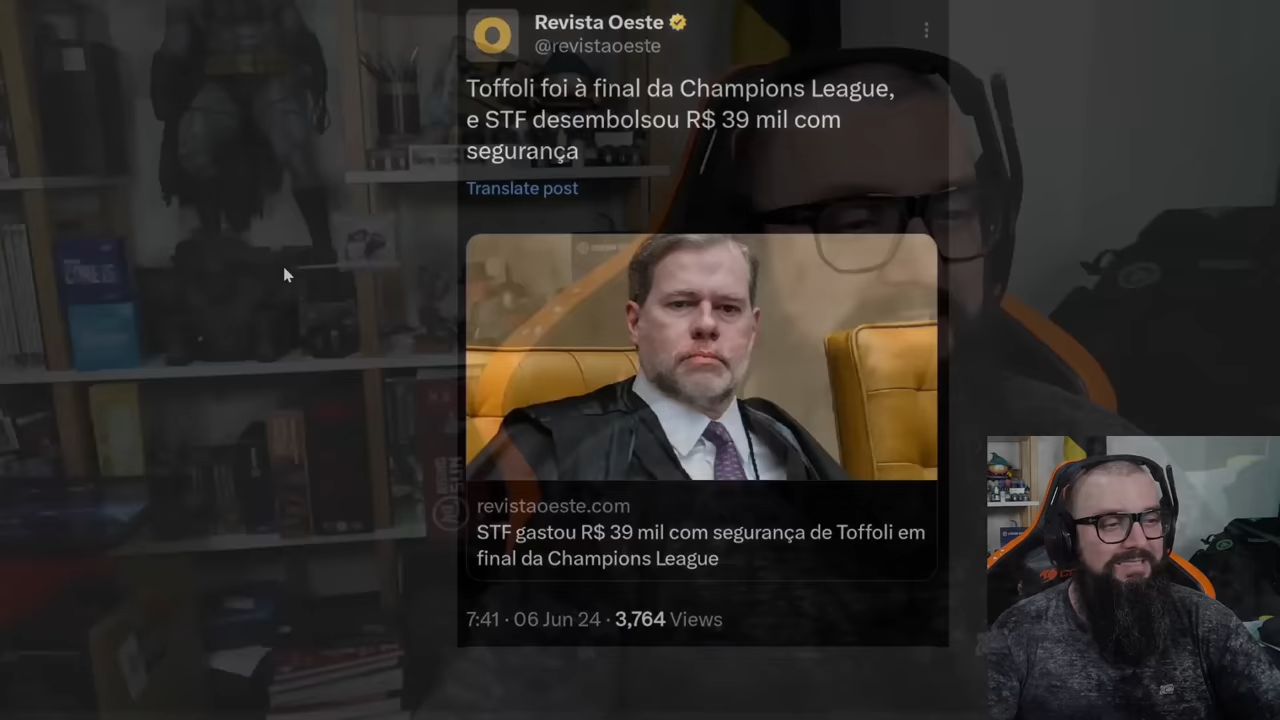 Revista Oeste
@revistaoeste
Toffoli foi à final da Champions League,
e STF desembolsou R$ 39 mil com
segurança
Translate post
revistaoeste.com
STF gastou R$ 39 mil com segurança de Toffoli em
final da Champions League
7:41 · 06 Jun 24 · 3,764 Views